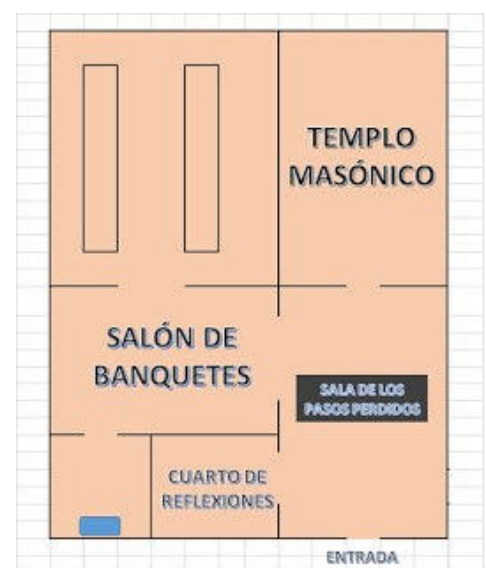 TEMPLO
MASÓNICO
SALÓN DE
BANQUETES
SALA DE LOS
PASOS PERDIDOS
CUARTO DE
REFLEXIONES
ENTRADA